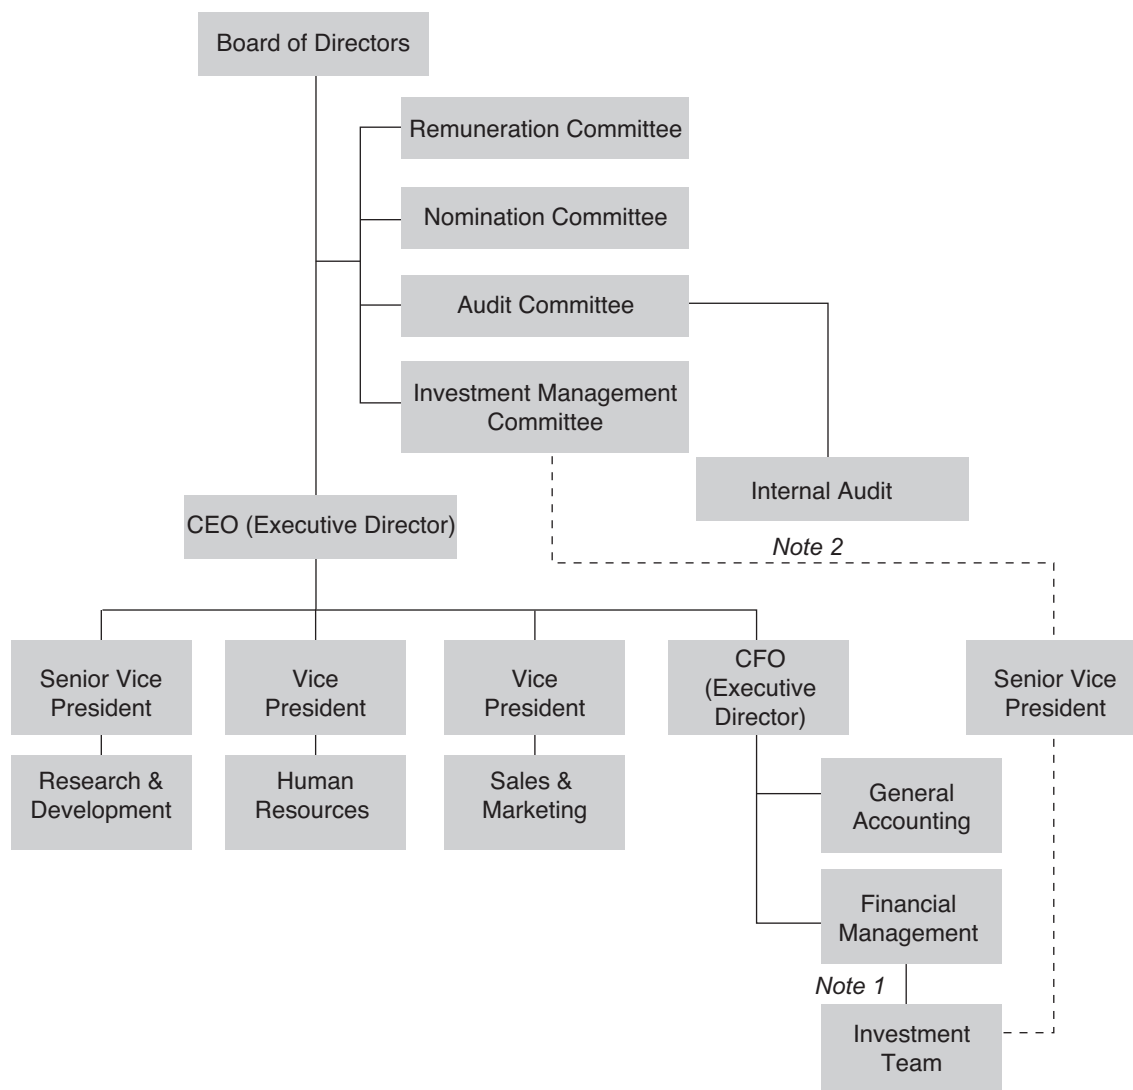 Board of Directors
Remuneration Committee
Nomination Committee
Audit Committee
Investment Management
Committee
Internal Audit
CEO (Executive Director)
Note 2
Senior Vice
President
Vice
President
Vice
President
CFO
(Executive
Director)
Senior Vice
President
Research &
Development
Human
Resources
Sales &
Marketing
General
Accounting
Financial
Management
Note 1
Investment
Team